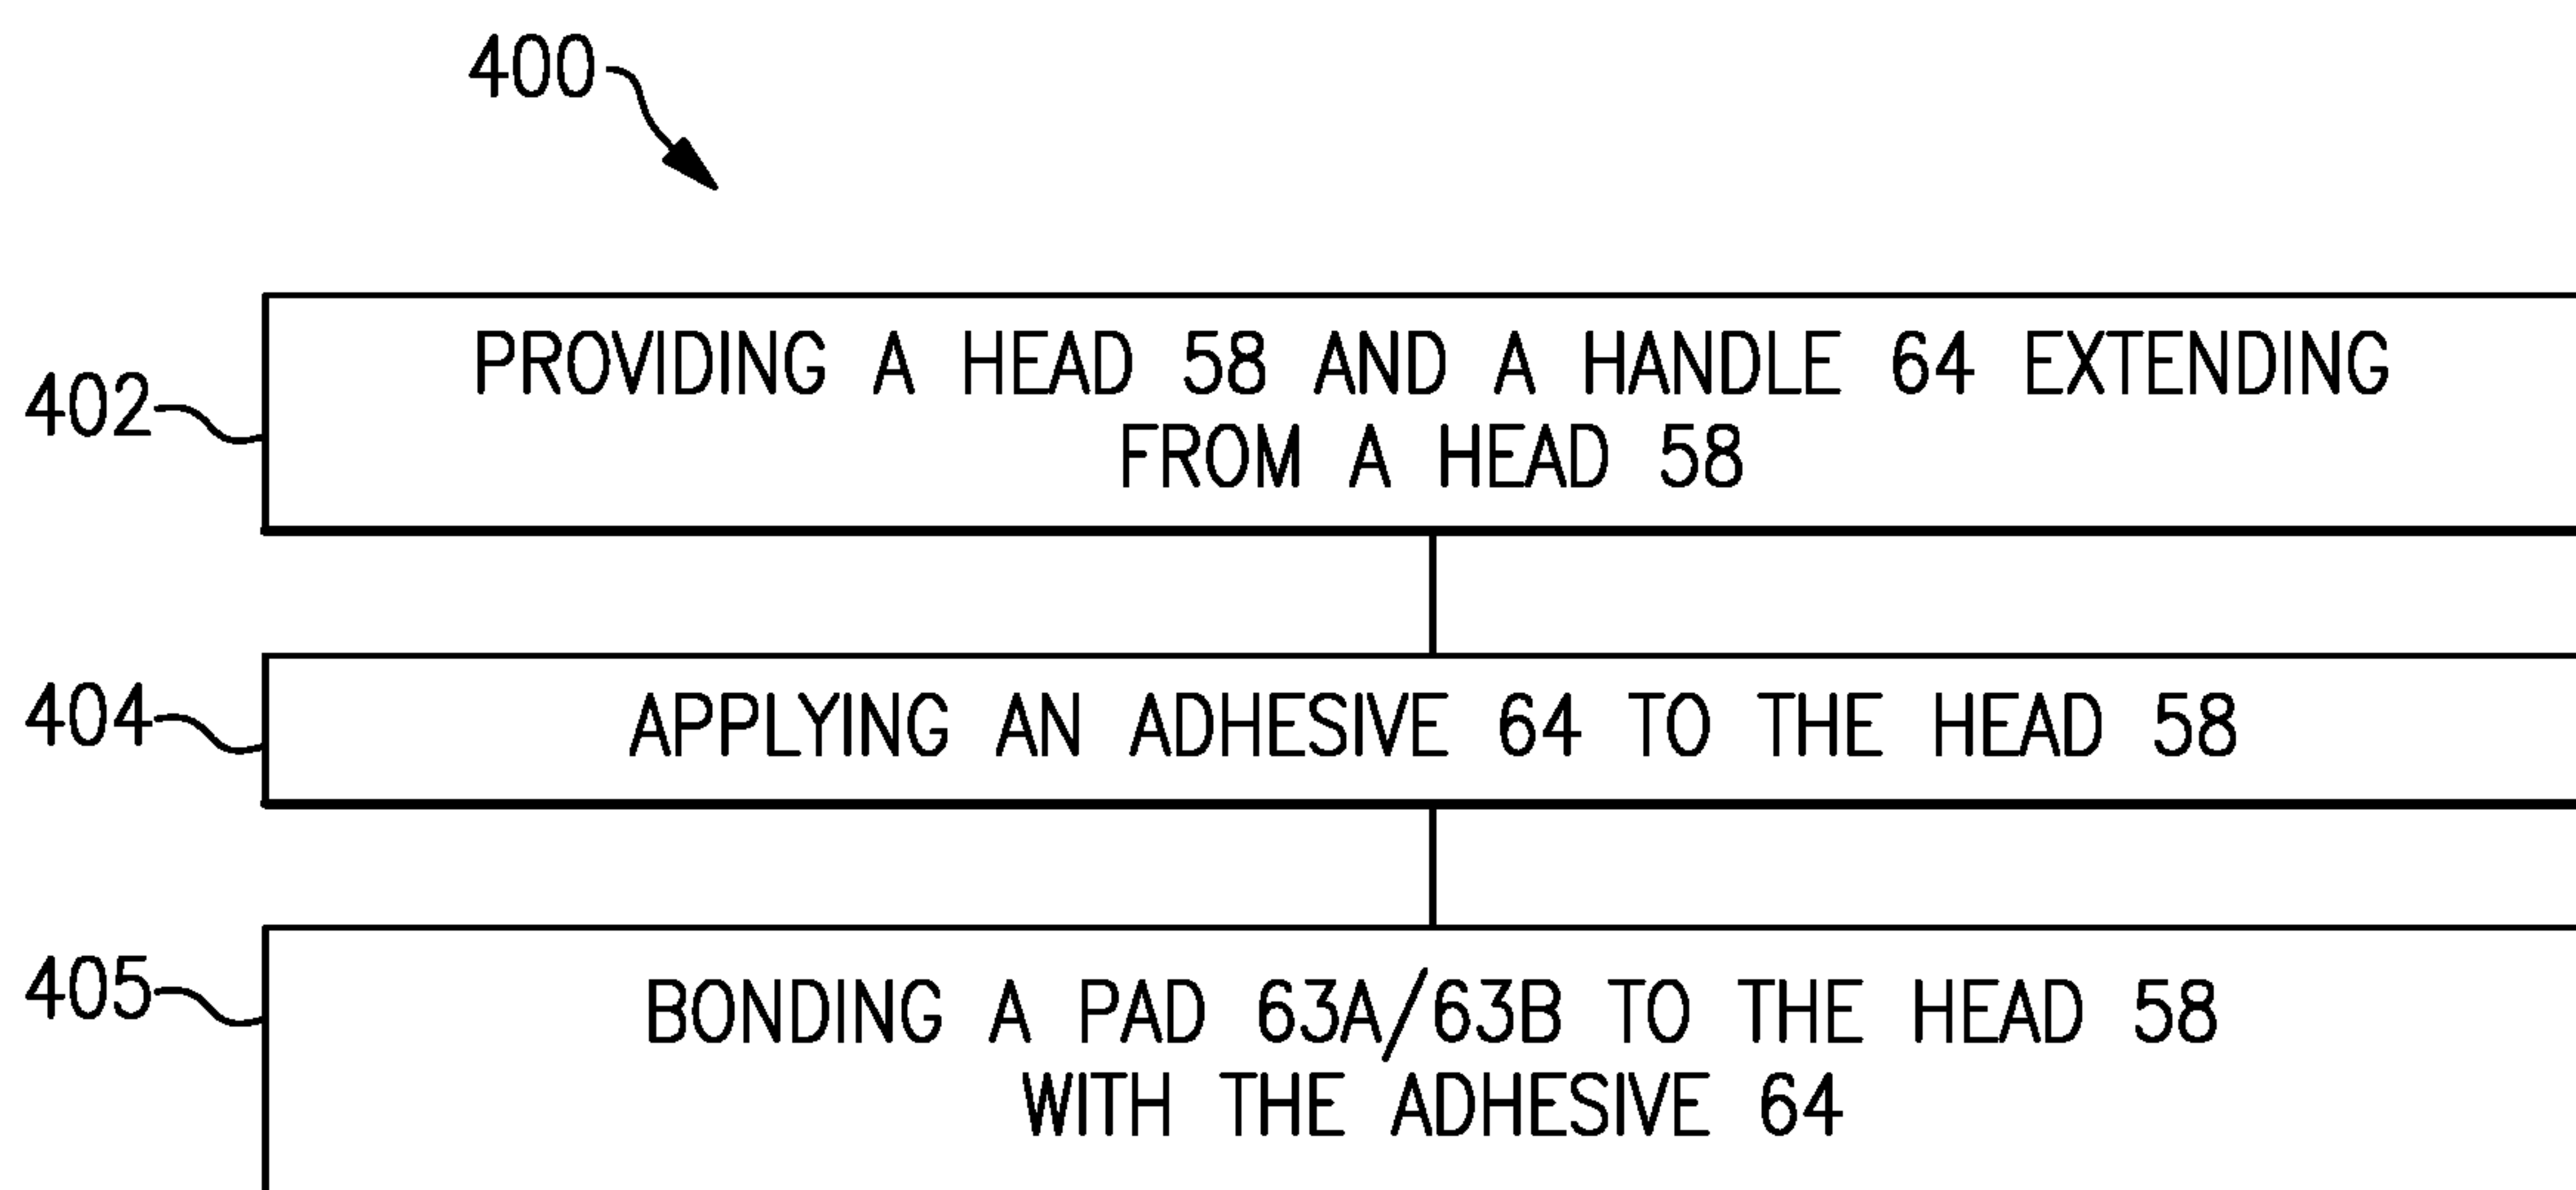 400
402
PROVIDING A HEAD 58 AND A HANDLE 64 EXTENDING
FROM A HEAD 58
404
APPLYING AN ADHESIVE 64 TO THE HEAD 58
405
BONDING A PAD 63A/63B TO THE HEAD 58
WITH THE ADHESIVE 64